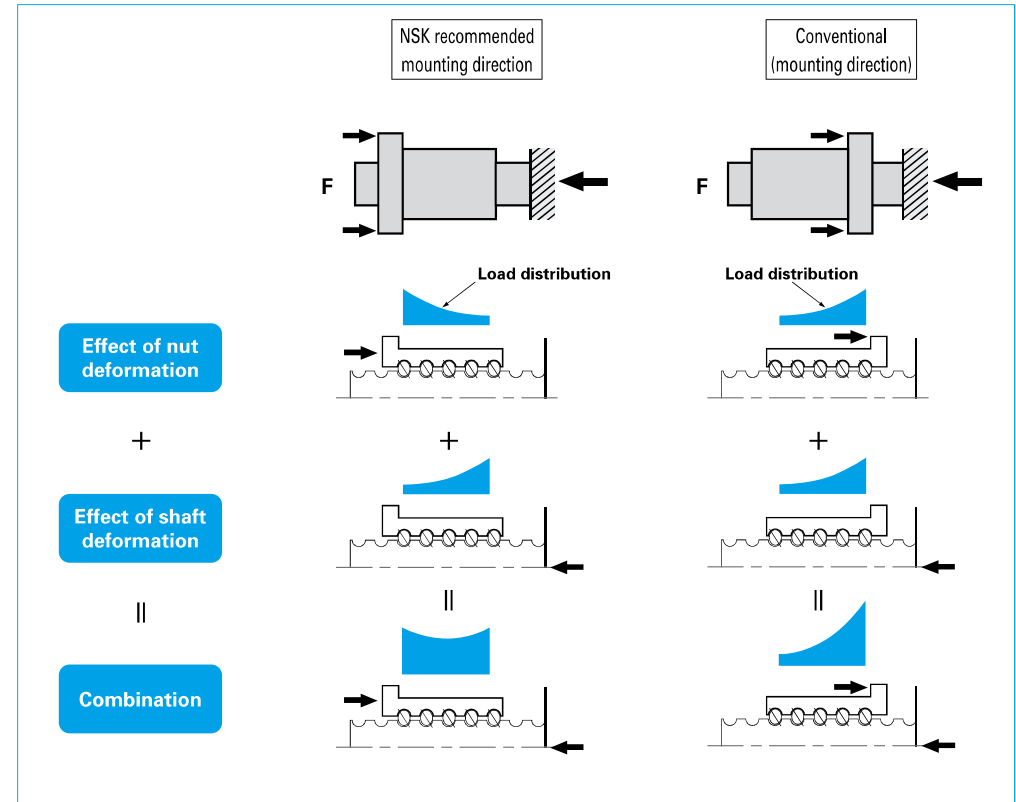 NSK recommended
mounting direction
Conventional
(mounting direction)
F
F
Load distribution
Load distribution
Effect of nut
deformation
+
+
+
Effect of shaft
deformation
=
=
=
Combination